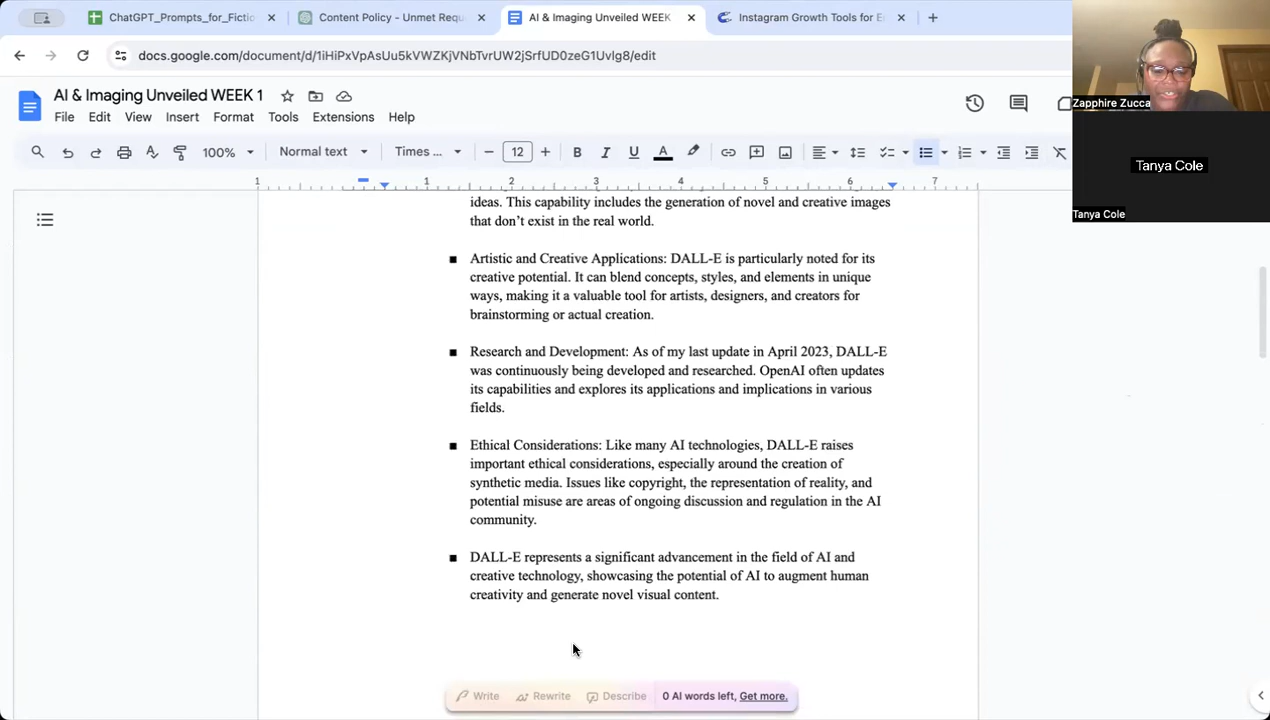 ChatGPT_Prompts_for_Fictio
Content Policy - Unmet Requ
AI & Imaging Unveiled WEEK
Instagram Growth Tools for E
docs.google.com/document/d/1iHiPxVpAsUu5kVWZKjVNbTvrUW2jSrfUD0zeG1UvIg8/edit
AI & Imaging Unveiled WEEK 1
File Edit View Insert Format Tools Extensions Help
100% Normal text Times ... 12 B I U A
1 1 2 3 4 5 6 7
ideas. This capability includes the generation of novel and creative images
that don't exist in the real world.
Artistic and Creative Applications: DALL-E is particularly noted for its
creative potential. It can blend concepts, styles, and elements in unique
ways, making it a valuable tool for artists, designers, and creators for
brainstorming or actual creation.
Research and Development: As of my last update in April 2023, DALL-E
was continuously being developed and researched. OpenAI often updates
its capabilities and explores its applications and implications in various
fields.
Ethical Considerations: Like many AI technologies, DALL-E raises
important ethical considerations, especially around the creation of
synthetic media. Issues like copyright, the representation of reality, and
potential misuse are areas of ongoing discussion and regulation in the AI
community.
DALL-E represents a significant advancement in the field of AI and
creative technology, showcasing the potential of AI to augment human
creativity and generate novel visual content.
Write Rewrite Describe 0 AI words left, Get more.
Zapphire Zucca
Tanya Cole
Tanya Cole